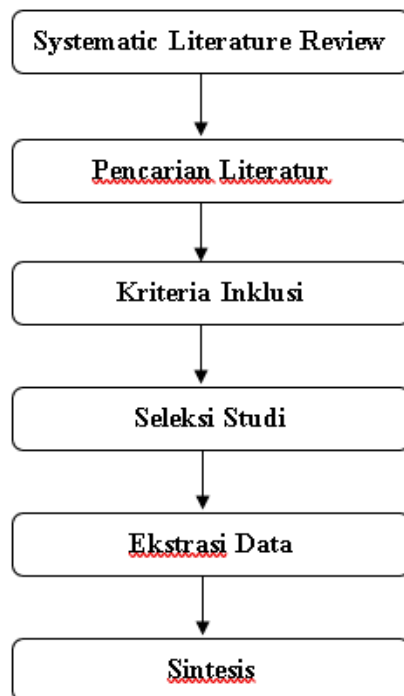 Systematic Literature Review
Pencarian Literatur
Kriteria Inklusi
Seleksi Studi
Ekstrasi Data
Sintesis